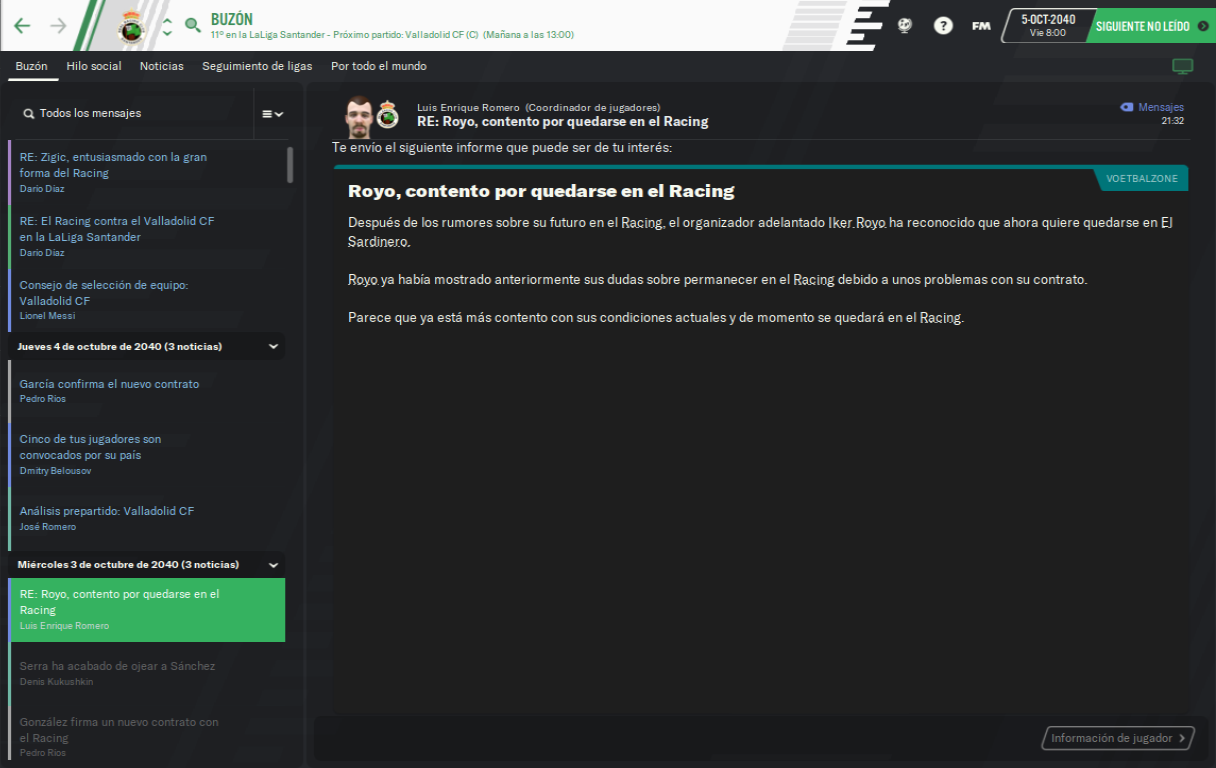 BUZÓN
11º en la LaLiga Santander - Próximo partido: Valladolid CF (C) (Mañana a las 13:00)
?
FM
5-OCT-2040
Vie 8:00
SIGUIENTE NO LEÍDO
Buzón Hilo social Noticias Seguimiento de ligas Por todo el mundo
Todos los mensajes
RE: Zigic, entusiasmado con la gran
forma del Racing
Dario Díaz
RE: El Racing contra el Valladolid CF
en la LaLiga Santander
Dario Díaz
Consejo de selección de equipo:
Valladolid CF
Lionel Messi
Jueves 4 de octubre de 2040 (3 noticias)
García confirma el nuevo contrato
Pedro Ríos
Cinco de tus jugadores son
convocados por su país
Dmitry Belousov
Análisis prepartido: Valladolid CF
José Romero
Miércoles 3 de octubre de 2040 (3 noticias)
RE: Royo, contento por quedarse en el
Racing
Luis Enrique Romero
Serra ha acabado de ojear a Sánchez
Denis Kukushkin
González firma un nuevo contrato con
el Racing
Pedro Ríos
Luis Enrique Romero (Coordinador de jugadores)
RE: Royo, contento por quedarse en el Racing
Mensajes
21:32
Te envío el siguiente informe que puede ser de tu interés:
VOETBALZONE
Royo, contento por quedarse en el Racing
Después de los rumores sobre su futuro en el Racing, el organizador adelantado Iker Royo ha reconocido que ahora quiere quedarse en El
Sardinero.
Royo ya había mostrado anteriormente sus dudas sobre permanecer en el Racing debido a unos problemas con su contrato.
Parece que ya está más contento con sus condiciones actuales y de momento se quedará en el Racing.
Información de jugador